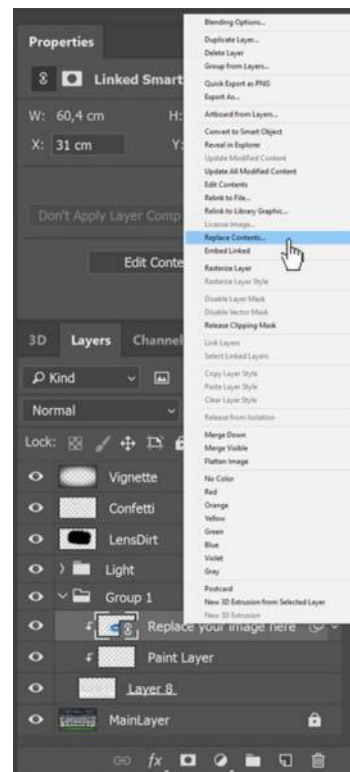 Properties
Linked Smart
W: 60,4 cm H:
X: 31 cm Y:
Don't Apply Layer Comp
Edit Conte
Blending Options...
Duplicate Layer...
Delete Layer
Group from Layers...
Quick Export as PNG
Export As...
Artboard from Layers...
Convert to Smart Object
Reveal in Explorer
Update Modified Content
Update All Modified Content
Edit Contents
Relink to File...
Relink to Library Graphic...
License Image...
Replace Contents...
Embed Linked
Rasterize Layer
Rasterize Layer Style
Disable Layer Mask
Disable Vector Mask
Release Clipping Mask
Link Layers
Select Linked Layers
Copy Layer Style
Paste Layer Style
Clear Layer Style
Release from Isolation
Merge Down
Merge Visible
Flatten Image
No Color
Red
Orange
Yellow
Green
Blue
Violet
Gray
Postcard
New 3D Extrusion from Selected Layer
New 3D Extrusion
3D Layers Channel
Kind
Normal
Lock:
Vignette
Confetti
LensDirt
Light
Group 1
Replace your image here
Paint Layer
Layer 8
MainLayer
fx